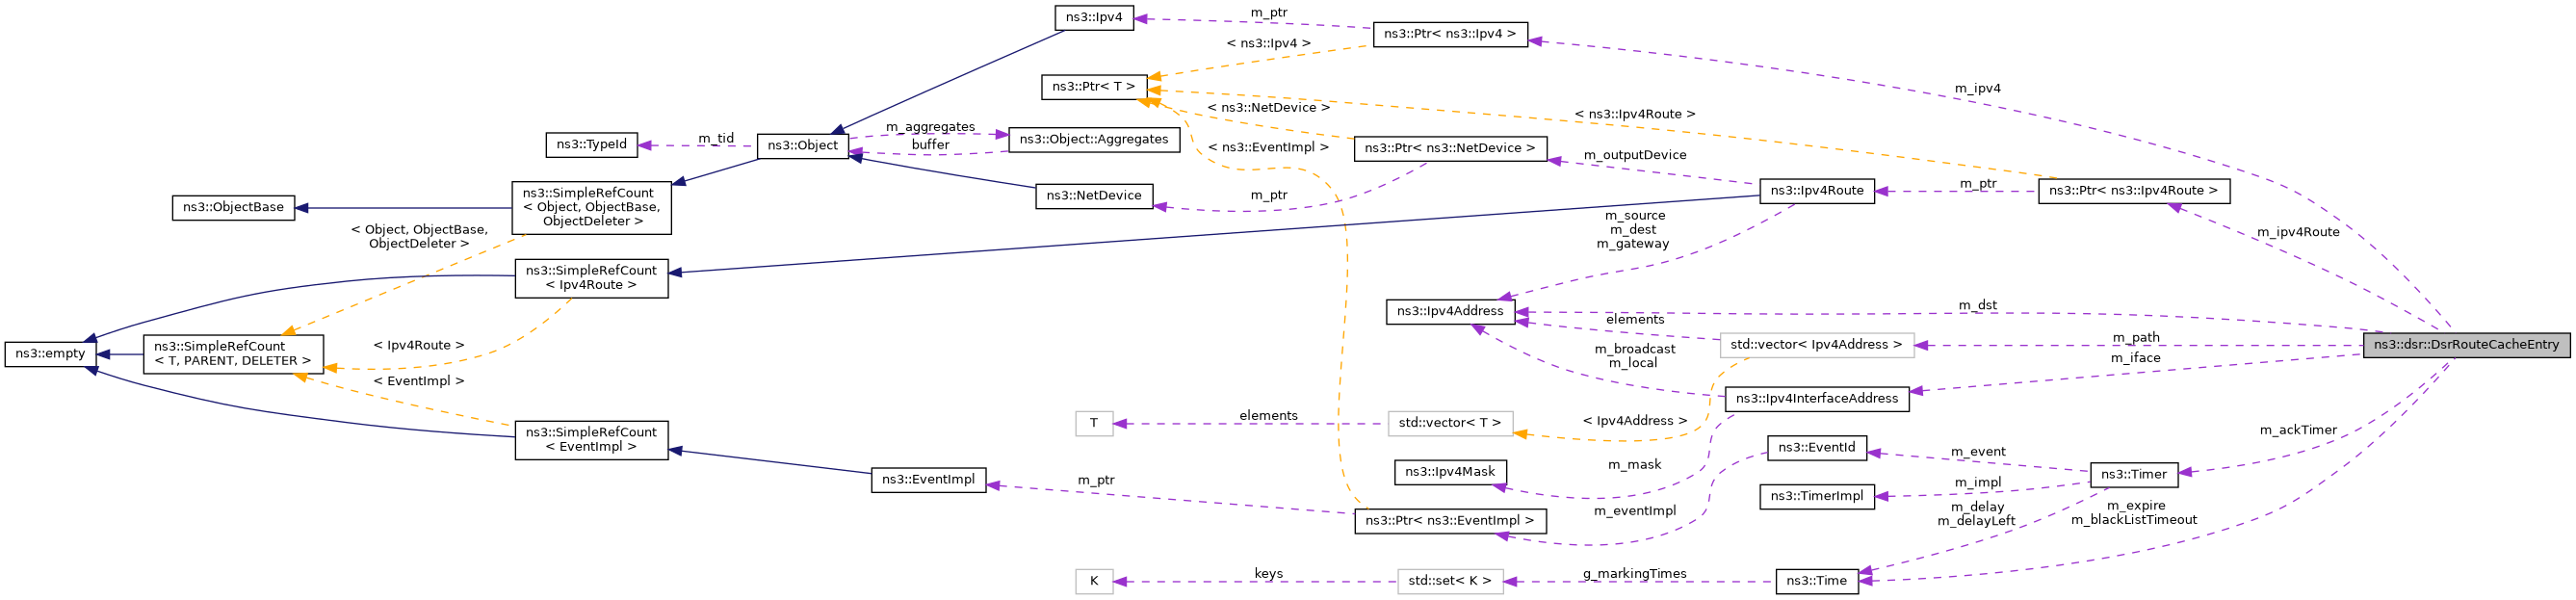 ns3::Ipv4
m_ptr
ns3::Ptr< ns3::Ipv4 >
< ns3::Ipv4 >
ns3::Ptr< T >
m_ipv4
< ns3::NetDevice >
< ns3::Ipv4Route >
ns3::TypeId
m_tid
ns3::Object
m_aggregates
buffer
ns3::Object::Aggregates
< ns3::EventImpl >
ns3::Ptr< ns3::NetDevice >
m_outputDevice
ns3::ObjectBase
ns3::SimpleRefCount
< Object, ObjectBase,
ObjectDeleter >
ns3::NetDevice
m_ptr
ns3::Ipv4Route
m_ptr
ns3::Ptr< ns3::Ipv4Route >
< Object, ObjectBase,
ObjectDeleter >
m_source
m_dest
m_gateway
m_ipv4Route
ns3::SimpleRefCount
< Ipv4Route >
ns3::Ipv4Address
m_dst
elements
ns3::empty
ns3::SimpleRefCount
< T, PARENT, DELETER >
< Ipv4Route >
m_broadcast
m_local
std::vector< Ipv4Address >
m_path
m_iface
ns3::dsr::DsrRouteCacheEntry
< EventImpl >
ns3::Ipv4InterfaceAddress
T
elements
std::vector< T >
< Ipv4Address >
ns3::SimpleRefCount
< EventImpl >
m_ackTimer
ns3::EventId
m_event
ns3::Ipv4Mask
m_mask
ns3::Timer
ns3::EventImpl
m_ptr
ns3::TimerImpl
m_impl
ns3::Ptr< ns3::EventImpl >
m_eventImpl
m_delay
m_delayLeft
m_expire
m_blackListTimeout
K
keys
std::set< K >
g_markingTimes
ns3::Time